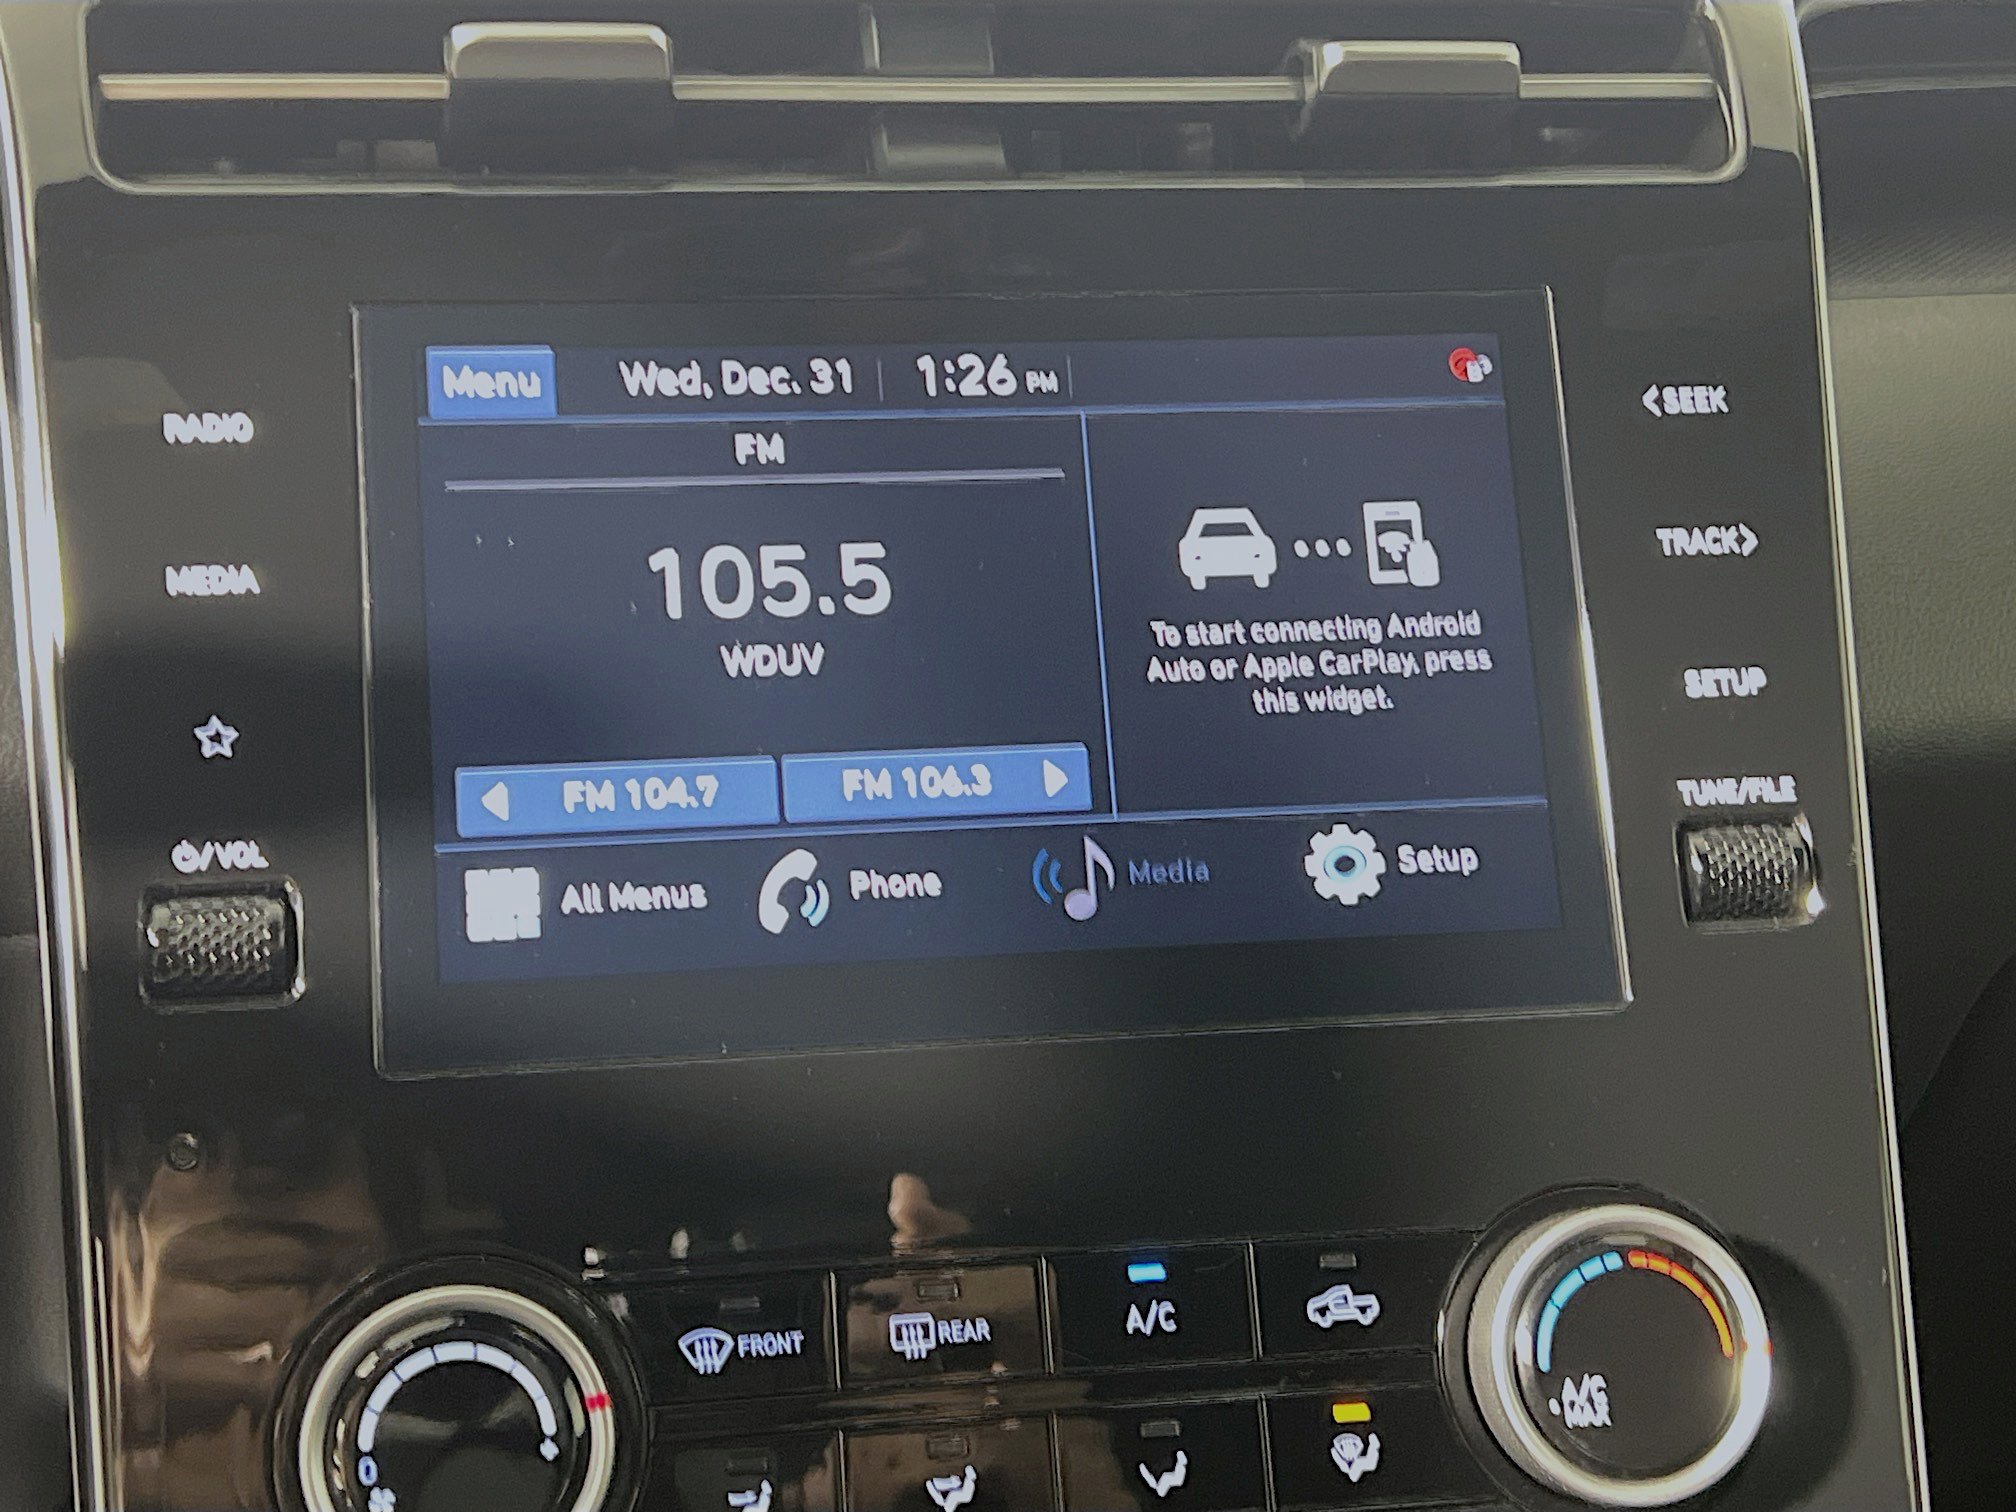 Menu
Wed, Dec. 31
1:26 PM
RADIO
<SEEK
FM
MEDIA
105.5
WDUV
TRACK>
To start connecting Android
Auto or Apple CarPlay, press
this widget.
SETUP
FM 104.7
FM 106.3
TUNE/FILE
/VOL
All Menus
Phone
Media
Setup
FRONT
REAR
A/C
A/C
MAX
0